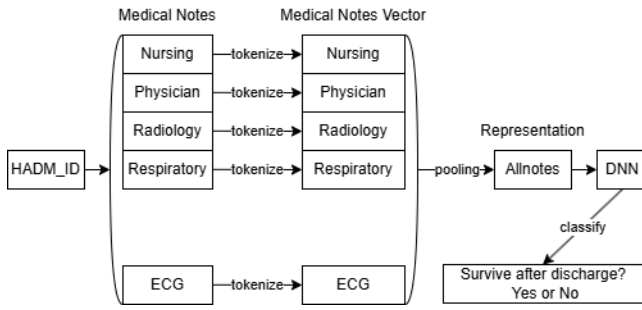 Medical Notes
Medical Notes Vector
Nursing
tokenize
Nursing
Physician
tokenize
Physician
Radiology
tokenize
Radiology
Respiratory
tokenize
Respiratory
ECG
tokenize
ECG
HADM_ID
pooling
Representation
Allnotes
DNN
classify
Survive after discharge?
Yes or No